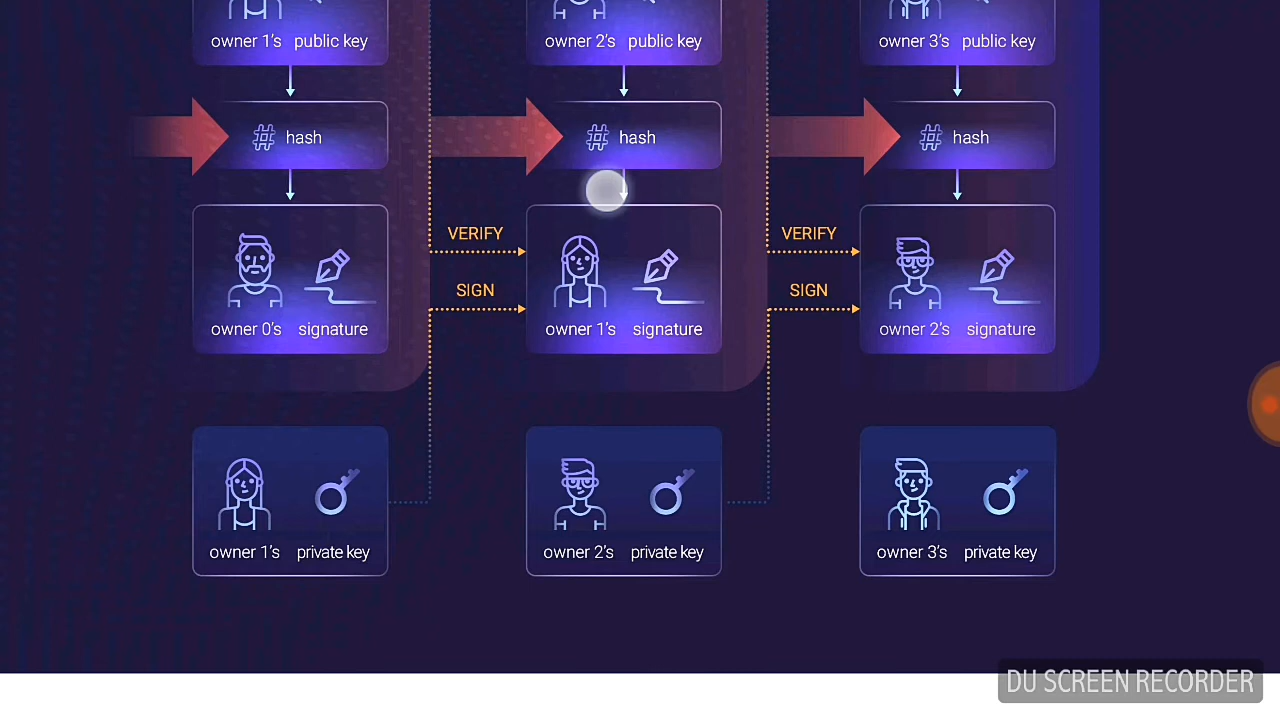 owner 1's public key
owner 2's public key
owner 3's public key
hash
hash
hash
VERIFY
VERIFY
SIGN
SIGN
owner 0's signature
owner 1's signature
owner 2's signature
owner 1's private key
owner 2's private key
owner 3's private key
DU SCREEN RECORDER